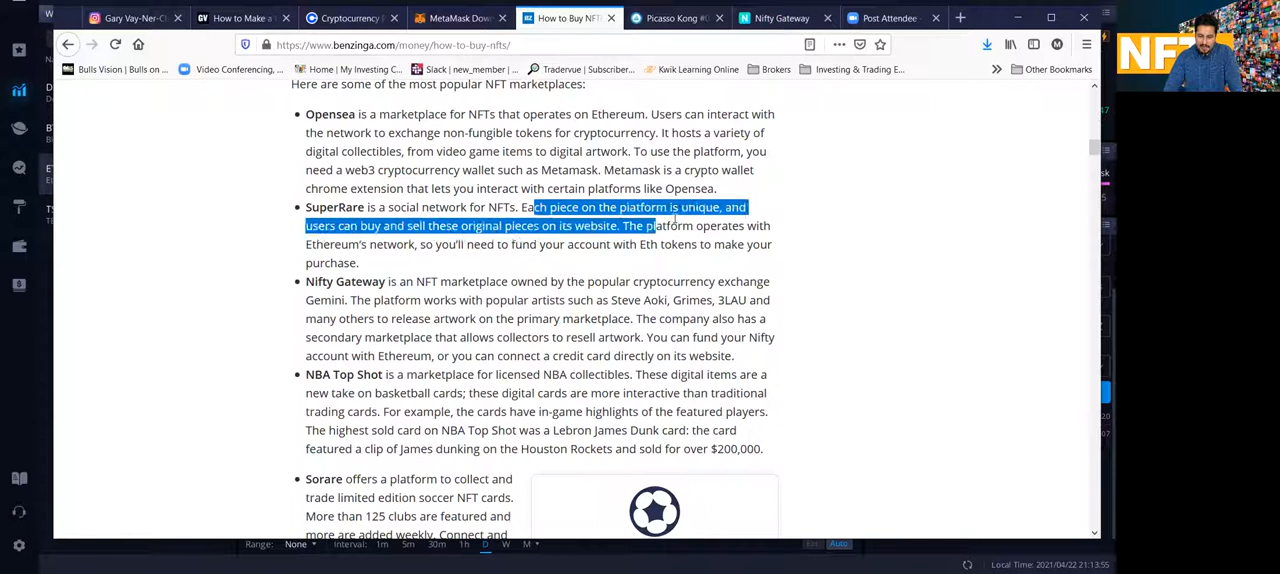 Gary Vay-Ner-Ch
How to Make a
Cryptocurrency P
MetaMask Dow
How to Buy NFT
Picasso Kong #0
Nifty Gateway
Post Attendee -
https://www.benzinga.com/money/how-to-buy-nfts/
Bulls Vision | Bulls on ...
Video Conferencing, ...
Home | My Investing C...
Slack | new_member | ...
Tradervue | Subscriber...
Kwik Learning Online
Brokers
Investing & Trading E...
Other Bookmarks
NFTs
Here are some of the most popular NFT marketplaces:
Opensea is a marketplace for NFTs that operates on Ethereum. Users can interact with
the network to exchange non-fungible tokens for cryptocurrency. It hosts a variety of
digital collectibles, from video game items to digital artwork. To use the platform, you
need a web3 cryptocurrency wallet such as Metamask. Metamask is a crypto wallet
chrome extension that lets you interact with certain platforms like Opensea.
SuperRare is a social network for NFTs. Each piece on the platform is unique, and
users can buy and sell these original pieces on its website. The platform operates with
Ethereum's network, so you'll need to fund your account with Eth tokens to make your
purchase.
Nifty Gateway is an NFT marketplace owned by the popular cryptocurrency exchange
Gemini. The platform works with popular artists such as Steve Aoki, Grimes, 3LAU and
many others to release artwork on the primary marketplace. The company also has a
secondary marketplace that allows collectors to resell artwork. You can fund your Nifty
account with Ethereum, or you can connect a credit card directly on its website.
NBA Top Shot is a marketplace for licensed NBA collectibles. These digital items are a
new take on basketball cards; these digital cards are more interactive than traditional
trading cards. For example, the cards have in-game highlights of the featured players.
The highest sold card on NBA Top Shot was a Lebron James Dunk card: the card
featured a clip of James dunking on the Houston Rockets and sold for over $200,000.
Sorare offers a platform to collect and
trade limited edition soccer NFT cards.
More than 125 clubs are featured and
more are added weekly. Connect and
Range: None Interval: 1m 5m 30m 1h D W M Ext Auto
Local Time: 2021/04/22 21:13:55